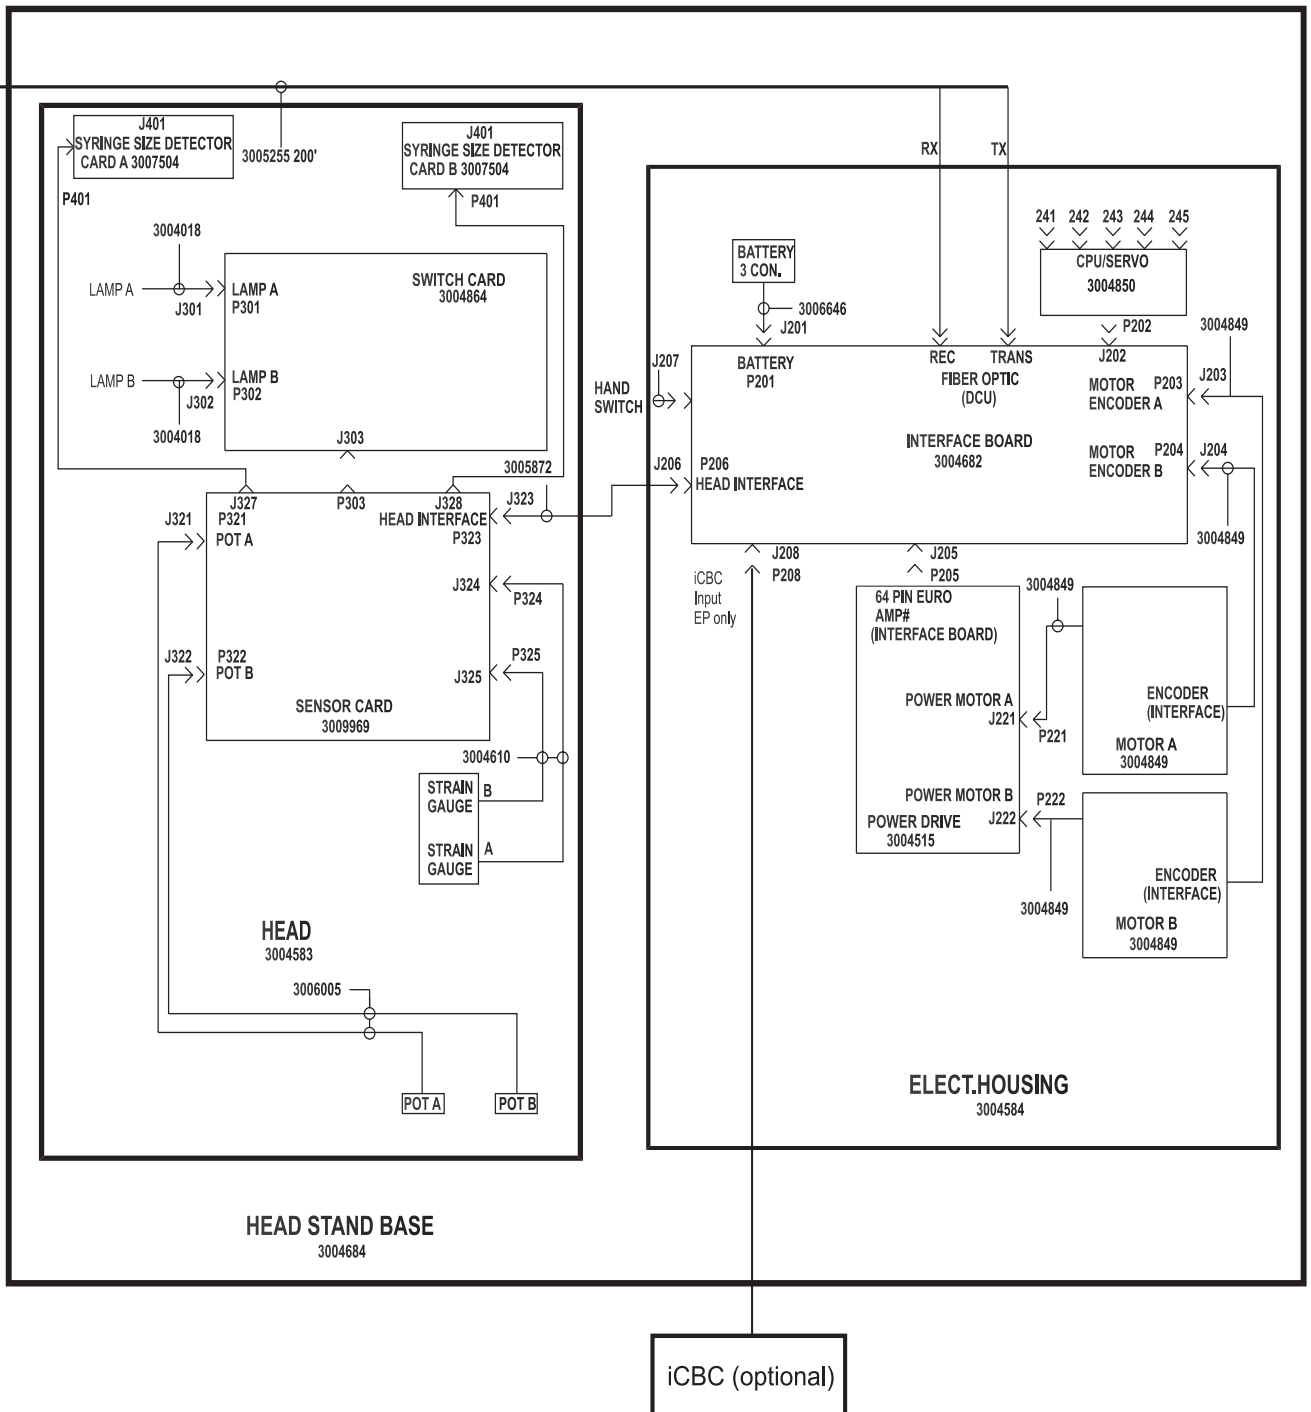 J401
SYRINGE SIZE DETECTOR
CARD A 3007504
3005255 200'
J401
SYRINGE SIZE DETECTOR
CARD B 3007504
P401
P401
3004018
LAMP A
J301
LAMP A
P301
SWITCH CARD
3004864
LAMP B
J302
LAMP B
P302
3004018
J303
3005872
J327
P303
J328
J321
P321
POT A
HEAD INTERFACE
P323
J323
J324
P324
J322
P322
POT B
J325
P325
SENSOR CARD
3009969
3004610
STRAIN
GAUGE
B
STRAIN
GAUGE
A
HEAD
3004583
3006005
POT A
POT B
HEAD STAND BASE
3004684
RX
TX
241
242
243
244
245
BATTERY
3 CON.
CPU/SERVO
3004850
3006646
J201
P202
3004849
J207
HAND
SWITCH
BATTERY
P201
REC
TRANS
FIBER OPTIC
(DCU)
J202
MOTOR
ENCODER A
P203
J203
INTERFACE BOARD
3004682
MOTOR
ENCODER B
P204
J204
J206
P206
HEAD INTERFACE
3004849
J208
P208
J205
P205
iCBC
Input
EP only
64 PIN EURO
AMP#
(INTERFACE BOARD)
3004849
POWER MOTOR A
J221
P221
ENCODER
(INTERFACE)
MOTOR A
3004849
POWER MOTOR B
J222
P222
POWER DRIVE
3004515
3004849
ENCODER
(INTERFACE)
MOTOR B
3004849
ELECT.HOUSING
3004584
iCBC (optional)